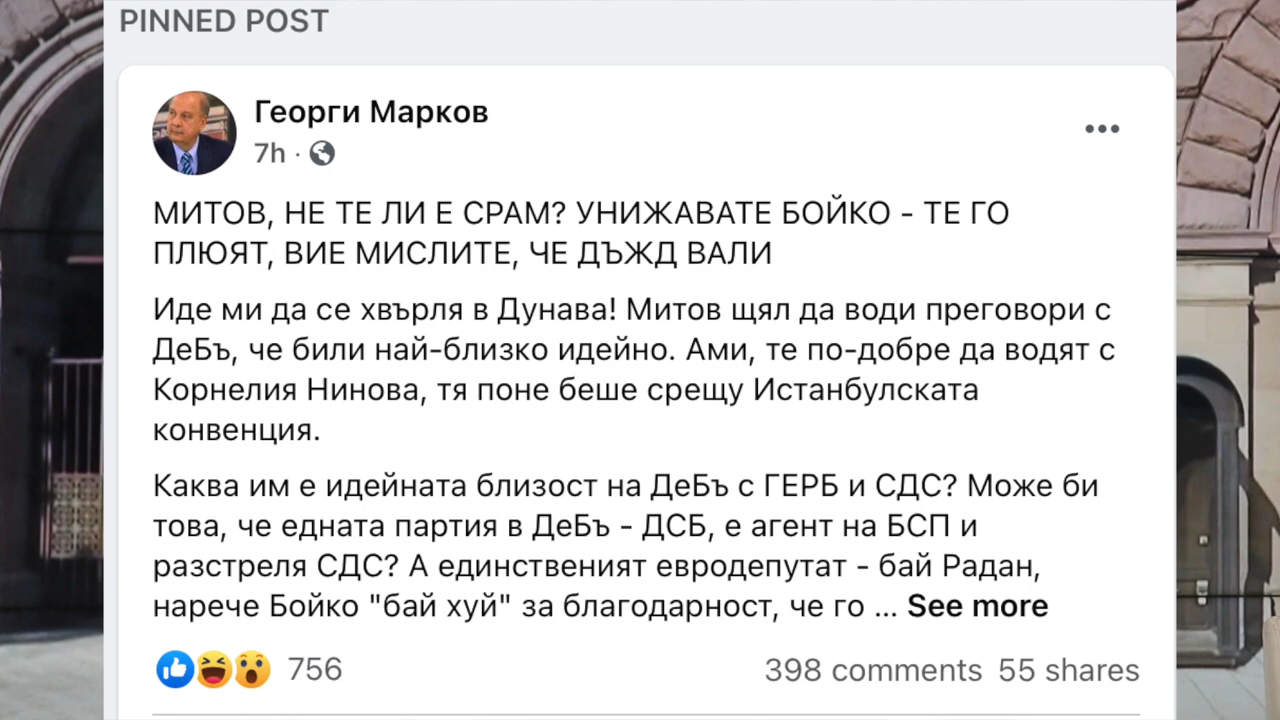 PINNED POST
Георги Марков
7h ·
МИТОВ, НЕ ТЕ ЛИ Е СРАМ? УНИЖАВАТЕ БОЙКО - ТЕ ГО
ПЛЮЯТ, ВИЕ МИСЛИТЕ, ЧЕ ДЪЖД ВАЛИ
Иде ми да се хвърля в Дунава! Митов щял да води преговори с
ДеБъ, че били най-близко идейно. Ами, те по-добре да водят с
Корнелия Нинова, тя поне беше срещу Истанбулската
конвенция.
Каква им е идейната близост на ДеБъ с ГЕРБ и СДС? Може би
това, че едната партия в ДеБъ - ДСБ, е агент на БСП и
разстреля СДС? А единственият евродепутат - бай Радан,
нарече Бойко "бай хуй" за благодарност, че го ... See more
756
398 comments 55 shares